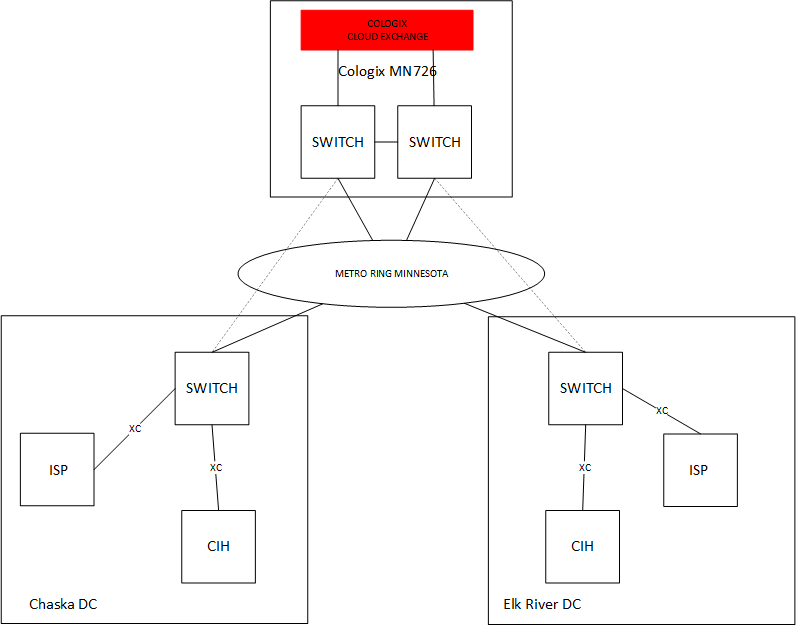 COLOGIX
CLOUD EXCHANGE
Cologix MN726
SWITCH
SWITCH
METRO RING MINNESOTA
SWITCH
SWITCH
XC
XC
ISP
XC
XC
ISP
CIH
CIH
Chaska DC
Elk River DC